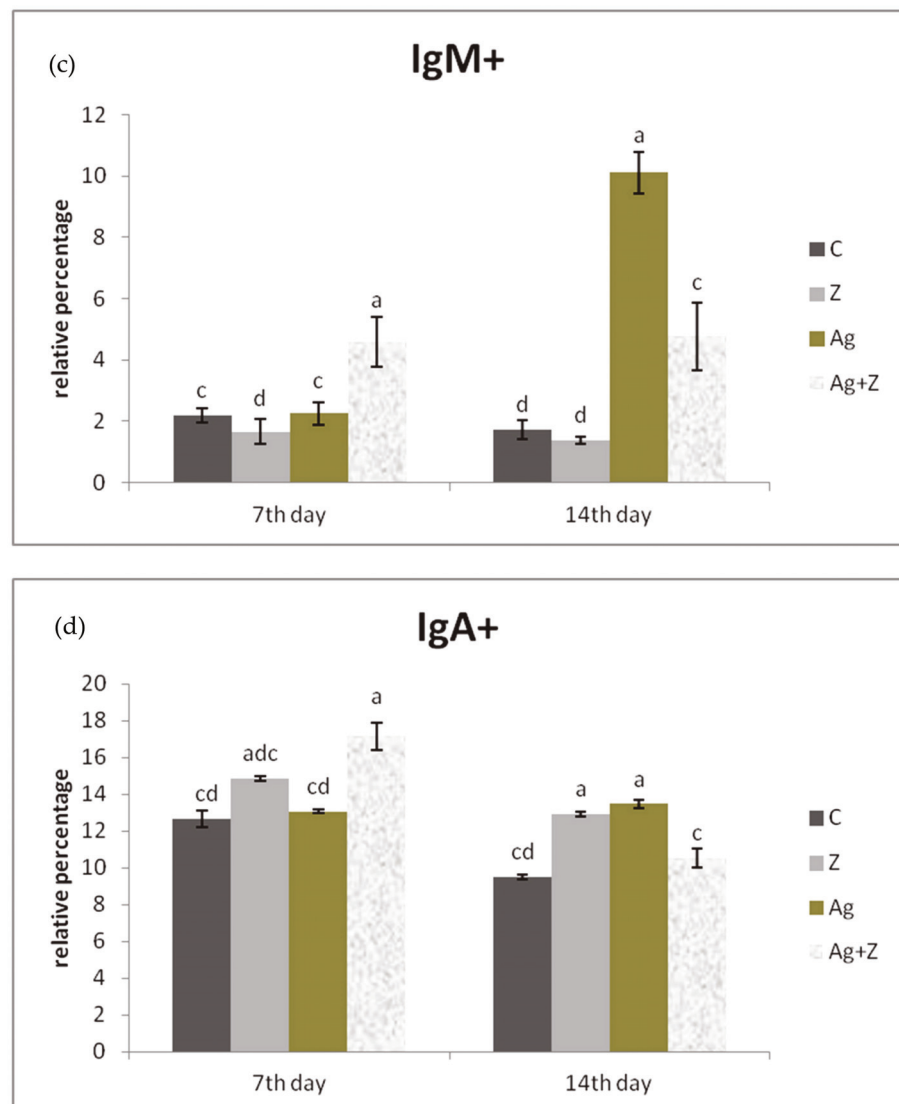 (c)
IgM+
relative percentage
12
10
8
6
4
2
0
c
d
c
a
d
d
a
c
7th day
14th day
C
Z
Ag
Ag+Z
(d)
IgA+
relative percentage
20
18
16
14
12
10
8
6
4
2
0
cd
adc
cd
a
cd
a
a
c
7th day
14th day
C
Z
Ag
Ag+Z